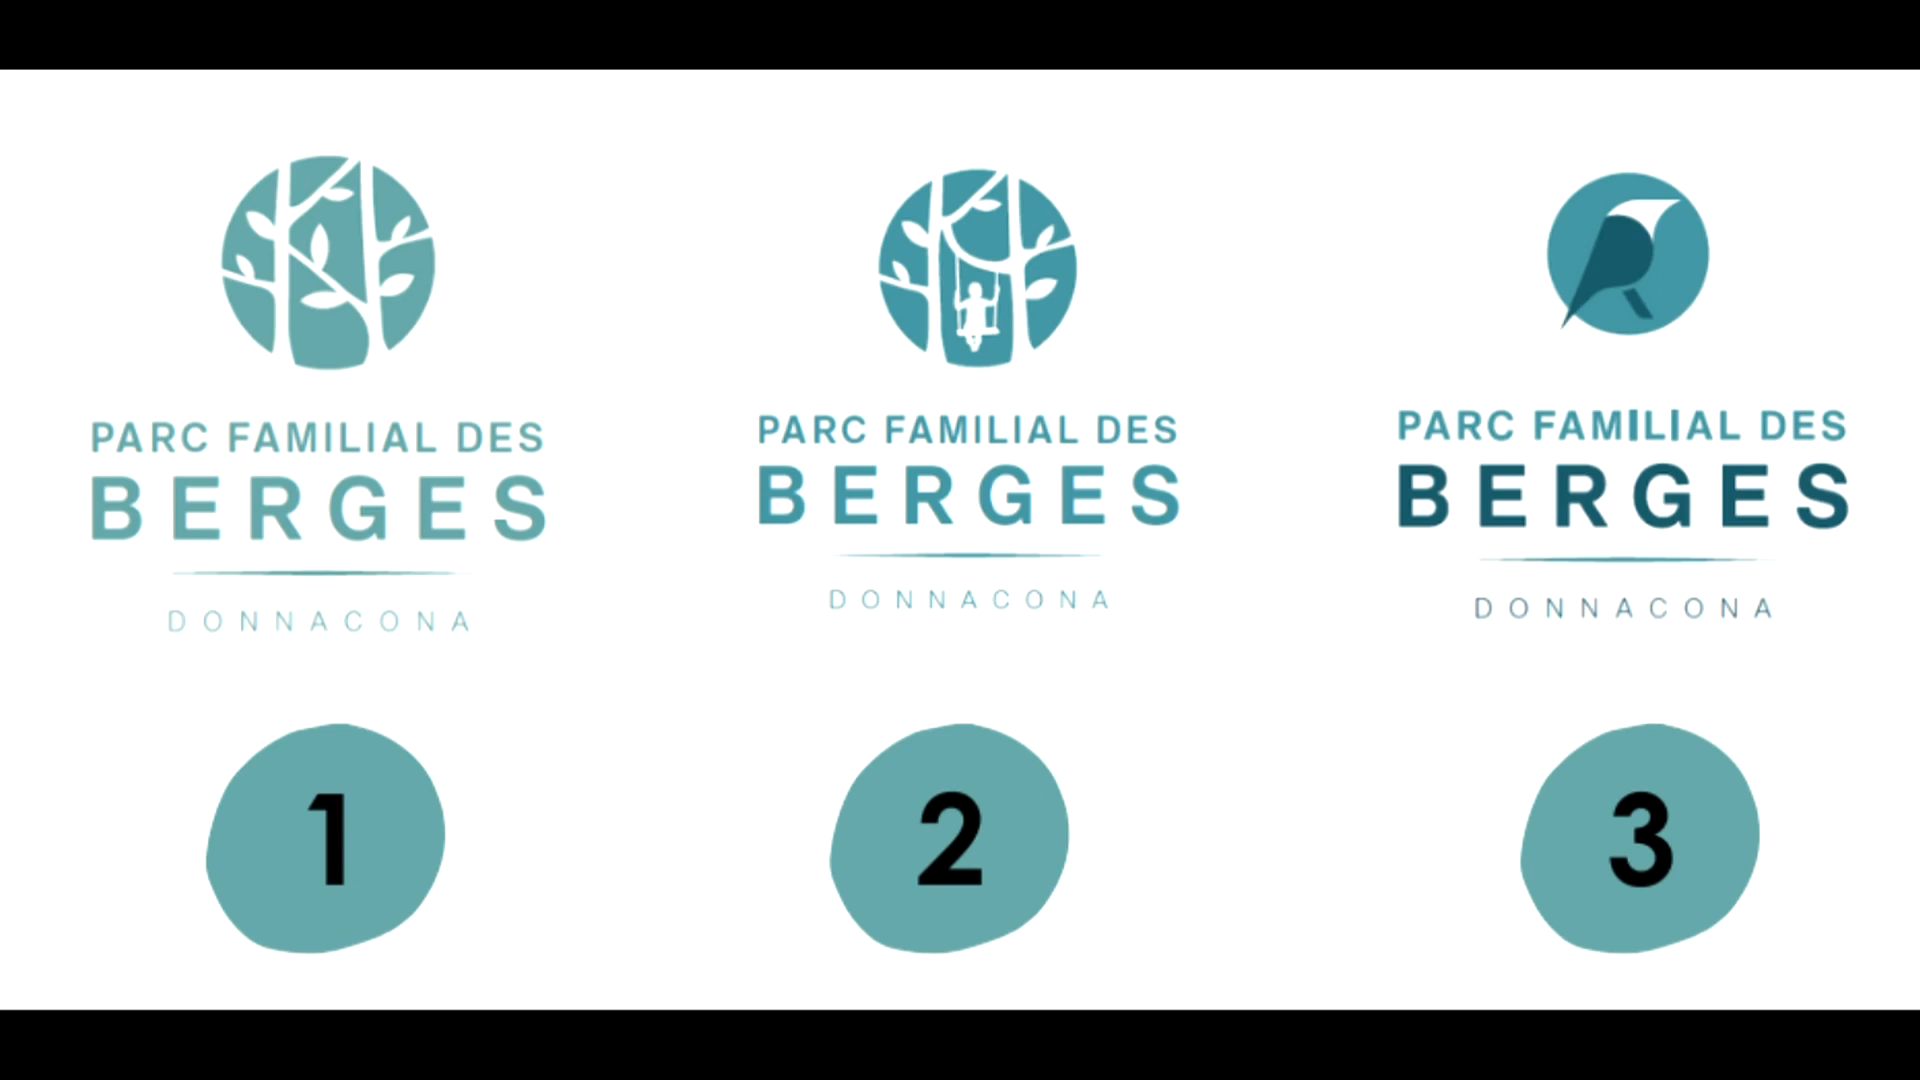 PARC FAMILIAL DES
BERGES
DONNACONA
1
PARC FAMILIAL DES
BERGES
DONNACONA
2
PARC FAMILIAL DES
BERGES
DONNACONA
3